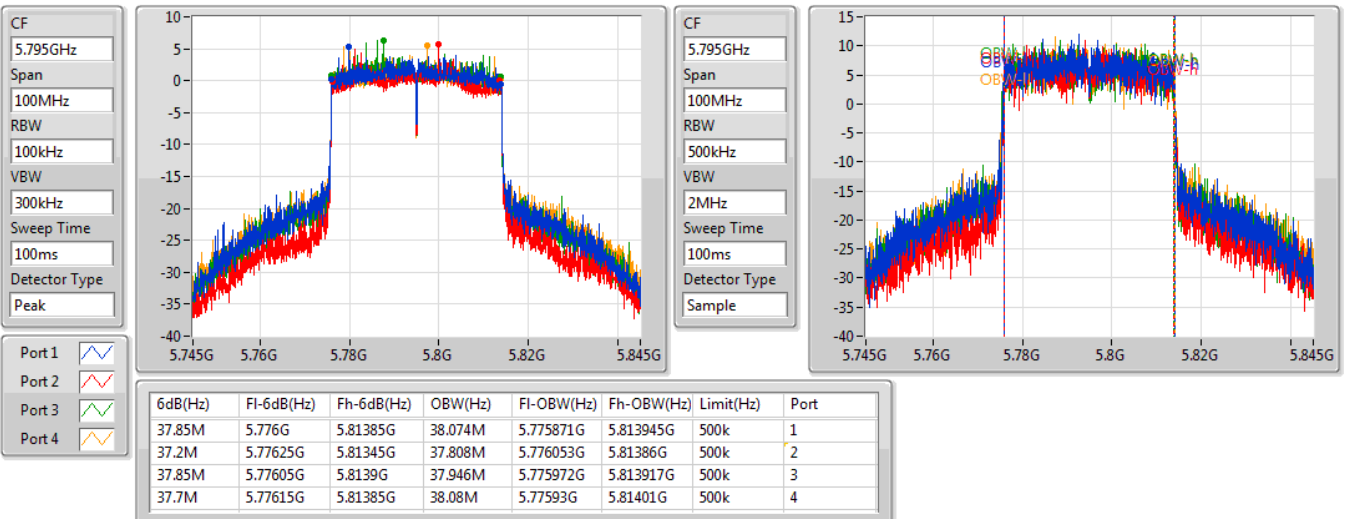 CF
5.795GHz
Span
100MHz
RBW
100kHz
VBW
300kHz
Sweep Time
100ms
Detector Type
Peak
Port 1
Port 2
Port 3
Port 4
10
5
0
-5
-10
-15
-20
-25
-30
-35
-40
5.745G 5.76G 5.78G 5.8G 5.82G 5.845G
CF
5.795GHz
Span
100MHz
RBW
500kHz
VBW
2MHz
Sweep Time
100ms
Detector Type
Sample
15
10
5
0
-5
-10
-15
-20
-25
-30
-35
-40
5.745G 5.76G 5.78G 5.8G 5.82G 5.845G
6dB(Hz) Fl-6dB(Hz) Fh-6dB(Hz) OBW(Hz) Fl-OBW(Hz) Fh-OBW(Hz) Limit(Hz) Port
37.85M 5.776G 5.81385G 38.074M 5.775871G 5.813945G 500k 1
37.2M 5.77625G 5.81345G 37.808M 5.776053G 5.81386G 500k 2
37.85M 5.77605G 5.8139G 37.946M 5.775972G 5.813917G 500k 3
37.7M 5.77615G 5.81385G 38.08M 5.77593G 5.81401G 500k 4